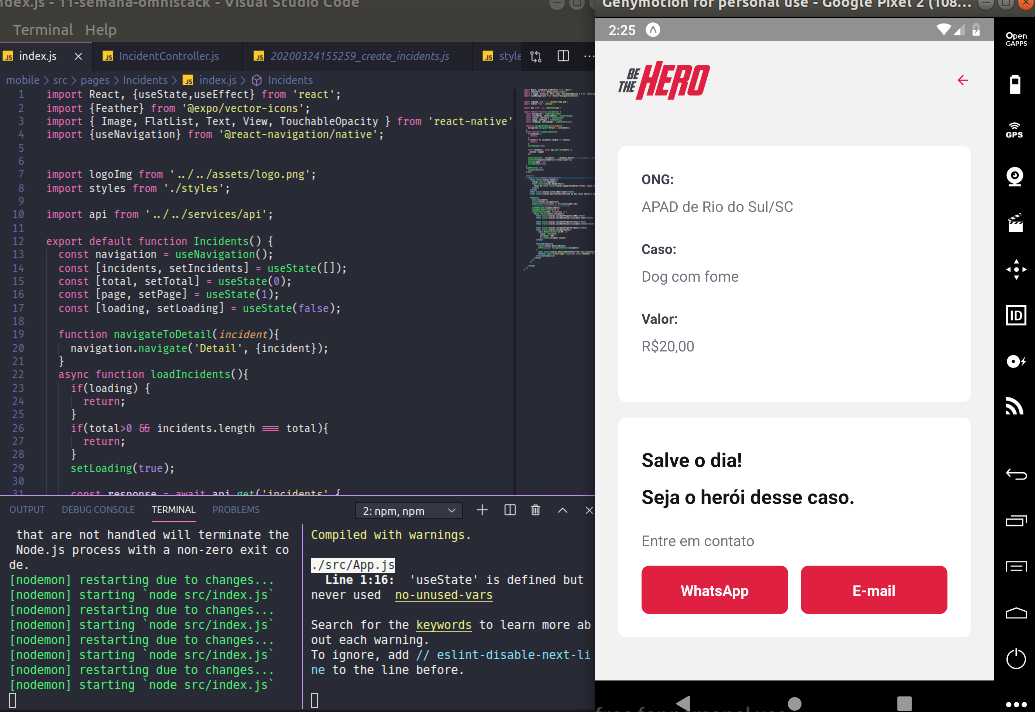 ndex.js - 11-semana-omnistack - Visual Studio Code
Terminal Help
index.js
IncidentController.js
20200324155259_create_incidents.js
style
mobile > src > pages > Incidents > index.js > Incidents
1 import React, {useState,useEffect} from 'react';
2 import {Feather} from '@expo/vector-icons';
3 import { Image, FlatList, Text, View, TouchableOpacity } from 'react-native'
4 import {useNavigation} from '@react-navigation/native';
5
6
7 import logoImg from '../../assets/logo.png';
8 import styles from './styles';
9
10 import api from '../../services/api';
11
12 export default function Incidents() {
13 const navigation = useNavigation();
14 const [incidents, setIncidents] = useState([]);
15 const [total, setTotal] = useState(0);
16 const [page, setPage] = useState(1);
17 const [loading, setLoading] = useState(false);
18
19 function navigateToDetail(incident){
20 navigation.navigate('Detail', {incident});
21 }
22 async function loadIncidents(){
23 if(loading) {
24 return;
25 }
26 if(total>0 && incidents.length === total){
27 return;
28 }
29 setLoading(true);
30
31 const response = await api.get('incidents' {
OUTPUT DEBUG CONSOLE TERMINAL PROBLEMS
2: npm, npm
that are not handled will terminate the
Node.js process with a non-zero exit co
de.
[nodemon] restarting due to changes...
[nodemon] starting `node src/index.js`
[nodemon] restarting due to changes...
[nodemon] starting `node src/index.js`
[nodemon] restarting due to changes...
[nodemon] starting `node src/index.js`
[nodemon] restarting due to changes...
[nodemon] starting `node src/index.js`
Compiled with warnings.
./src/App.js
Line 1:16: 'useState' is defined but
never used no-unused-vars
Search for the keywords to learn more ab
out each warning.
To ignore, add // eslint-disable-next-li
ne to the line before.
Genymotion for personal use - Google Pixel 2 (108...
2:25
BE THE HERO
ONG:
APAD de Rio do Sul/SC
Caso:
Dog com fome
Valor:
R$20,00
Salve o dia!
Seja o herói desse caso.
Entre em contato
WhatsApp
E-mail
free for personal use
Open
GAPPS
GPS
ID